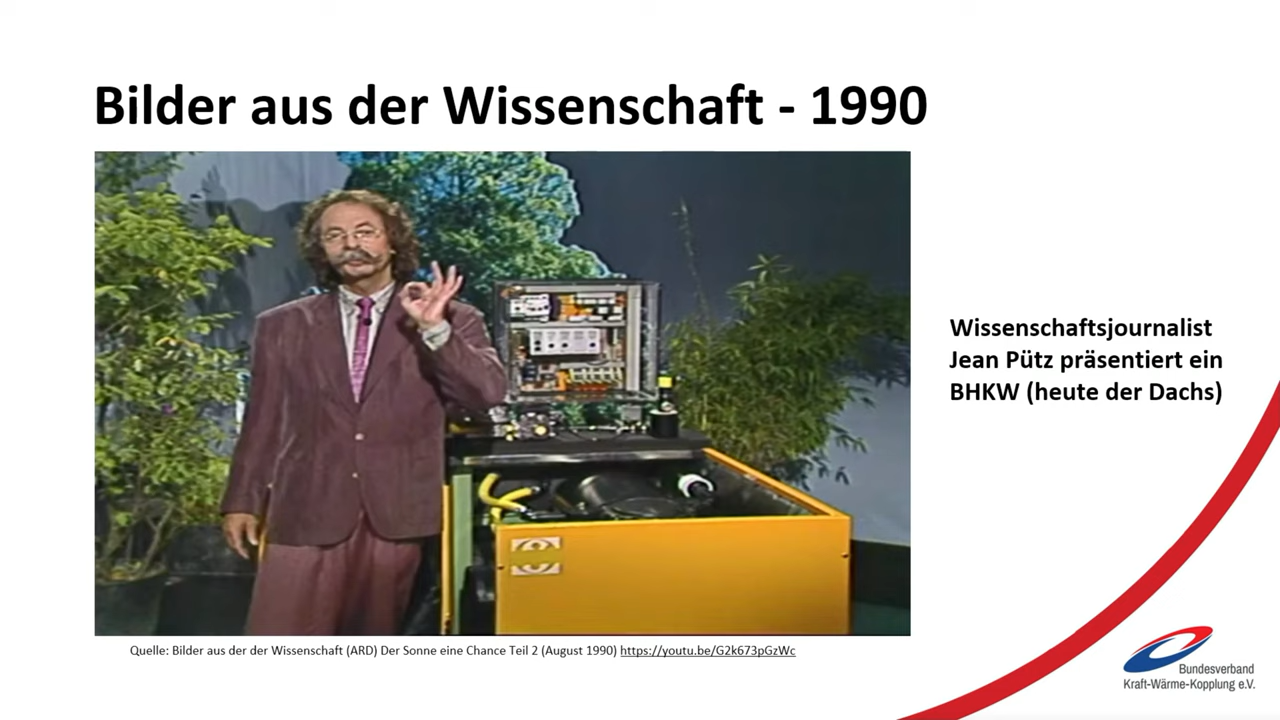 Bilder aus der Wissenschaft - 1990
Wissenschaftsjournalist
Jean Pütz präsentiert ein
BHKW (heute der Dachs)
Quelle: Bilder aus der der Wissenschaft (ARD) Der Sonne eine Chance Teil 2 (August 1990) https://youtu.be/G2k673pGzWc
Bundesverband
Kraft-Wärme-Kopplung e.V.